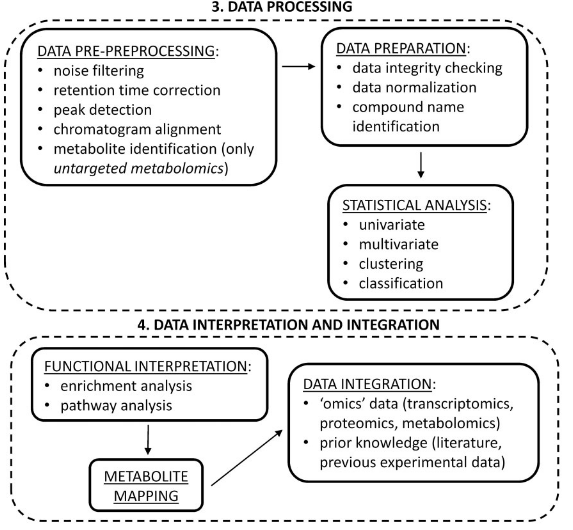 3. DATA PROCESSING
DATA PRE-PREPROCESSING:
• noise filtering
• retention time correction
• peak detection
• chromatogram alignment
• metabolite identification (only
untargeted metabolomics)
DATA PREPARATION:
• data integrity checking
• data normalization
• compound name
identification
STATISTICAL ANALYSIS:
• univariate
• multivariate
• clustering
• classification
4. DATA INTERPRETATION AND INTEGRATION
FUNCTIONAL INTERPRETATION:
• enrichment analysis
• pathway analysis
METABOLITE
MAPPING
DATA INTEGRATION:
• ‘omics’ data (transcriptomics,
proteomics, metabolomics)
• prior knowledge (literature,
previous experimental data)